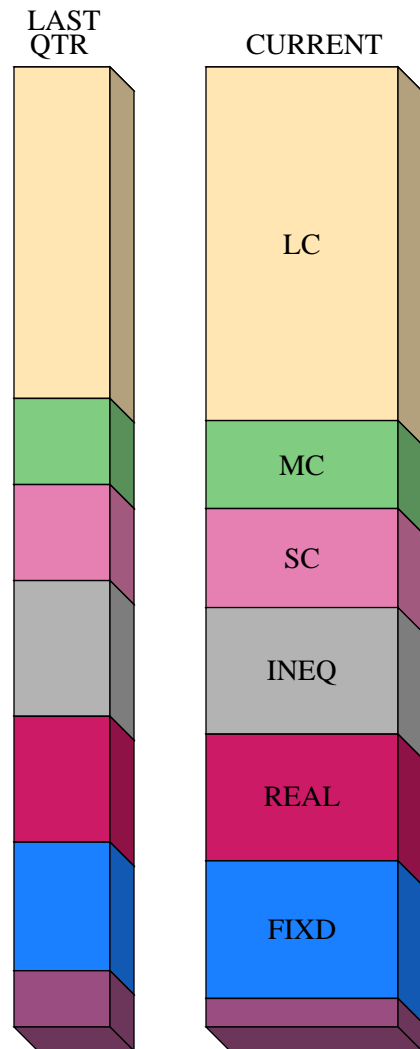 LAST
QTR
CURRENT
LC
MC
SC
INEQ
REAL
FIXD